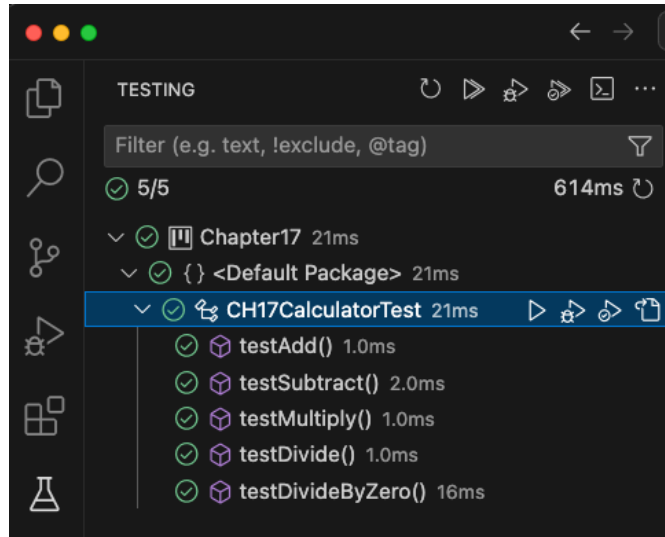 TESTING
Filter (e.g. text, !exclude, @tag)
5/5 614ms
Chapter17 21ms
{} <Default Package> 21ms
CH17CalculatorTest 21ms
testAdd() 1.0ms
testSubtract() 2.0ms
testMultiply() 1.0ms
testDivide() 1.0ms
testDivideByZero() 16ms